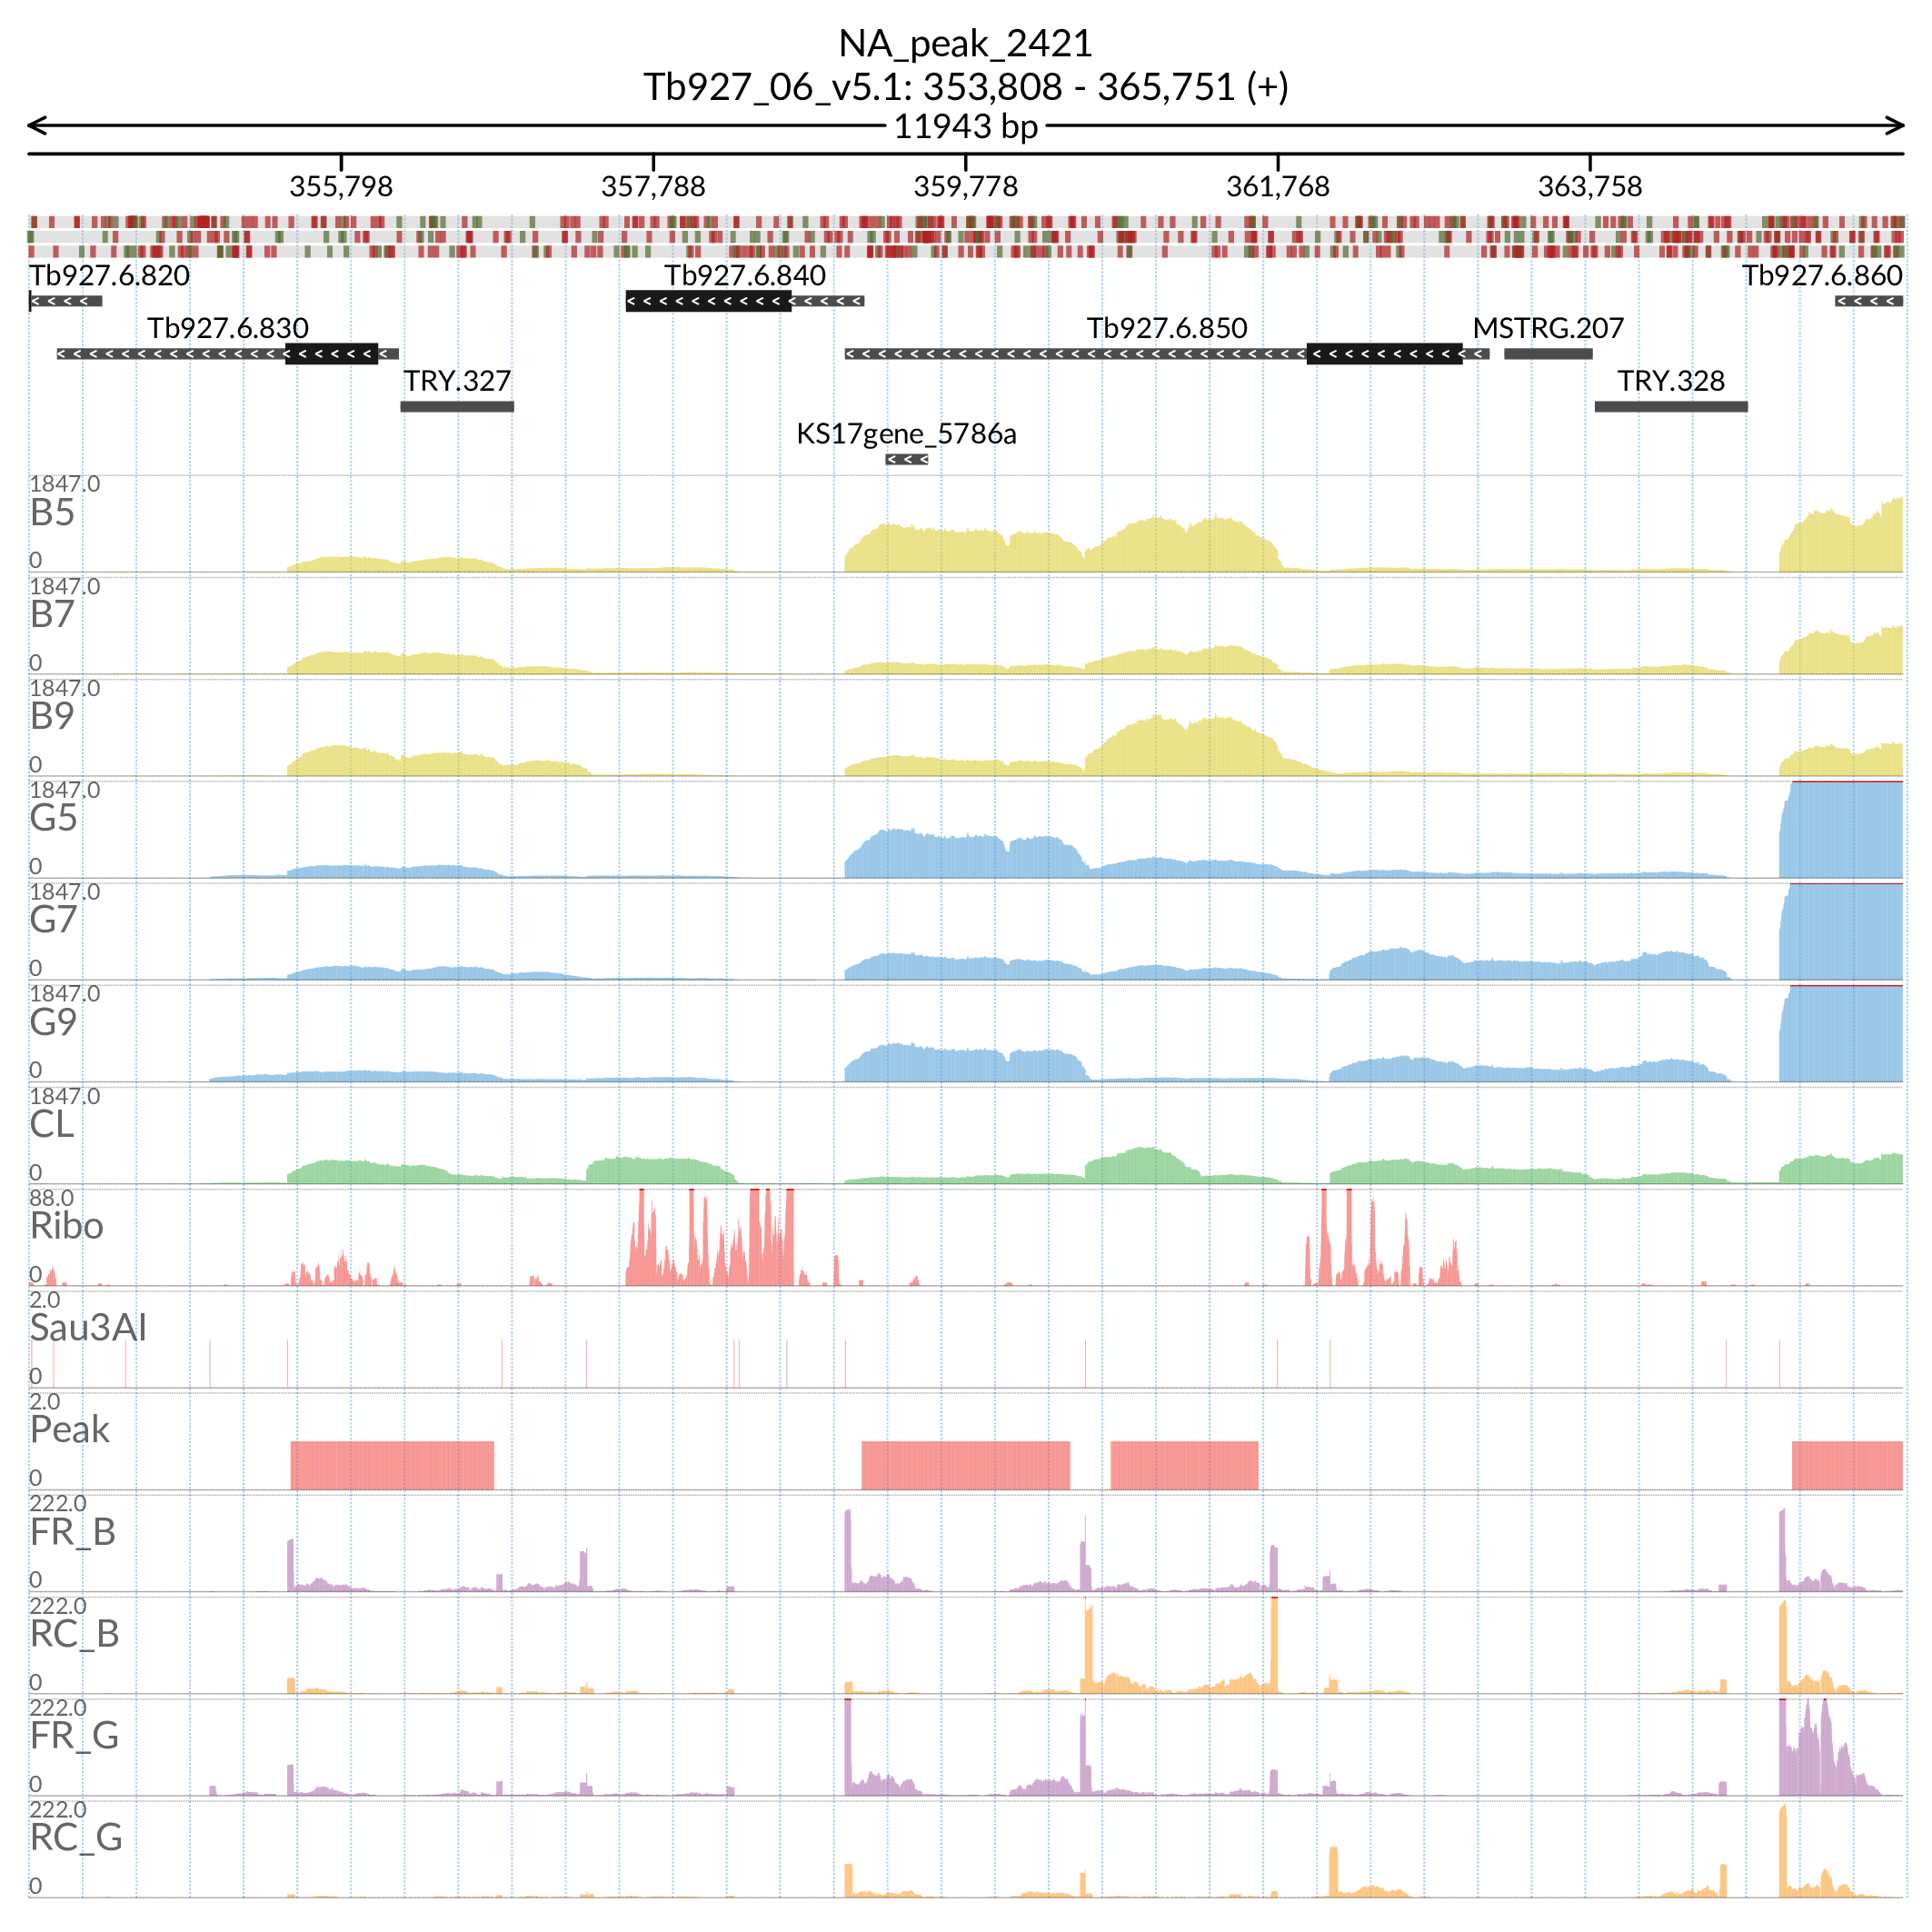 NA_peak_2421
Tb927_06_v5.1: 353,808 - 365,751 (+)
11943 bp
355,798 357,788 359,778 361,768 363,758
Tb927.6.820 Tb927.6.840 Tb927.6.860
Tb927.6.830 Tb927.6.850 MSTRG.207
TRY.327 TRY.328
KS17gene_5786a
1847.0
B5
0
1847.0
B7
0
1847.0
B9
0
1847.0
G5
0
1847.0
G7
0
1847.0
G9
0
1847.0
CL
0
88.0
Ribo
0
2.0
Sau3AI
0
2.0
Peak
0
222.0
FR_B
0
222.0
RC_B
0
222.0
FR_G
0
222.0
RC_G
0